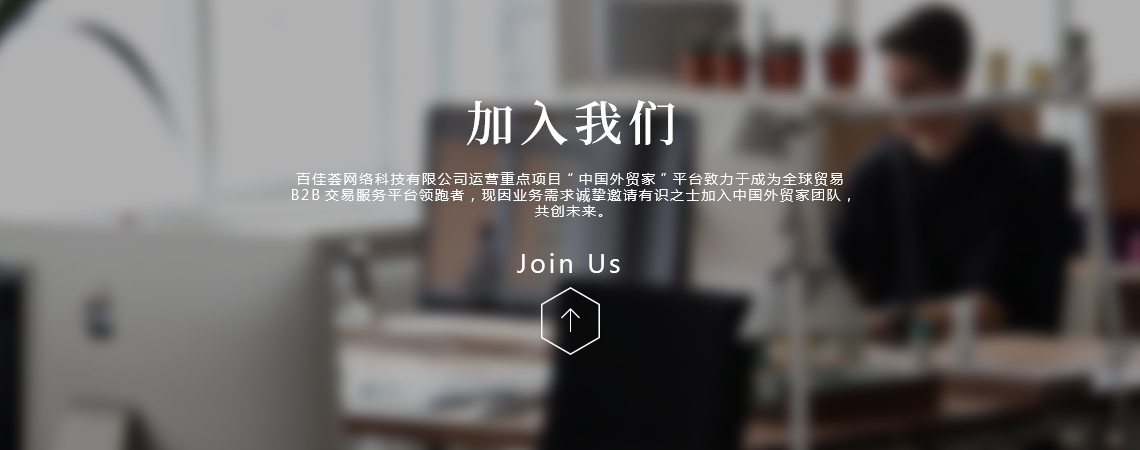 加入我们
百佳荟网络科技有限公司运营重点项目“中国外贸家”平台致力于成为全球贸易
B2B 交易服务平台领跑者，现因业务需求诚挚邀请有识之士加入中国外贸家团队，
共创未来。
Join Us